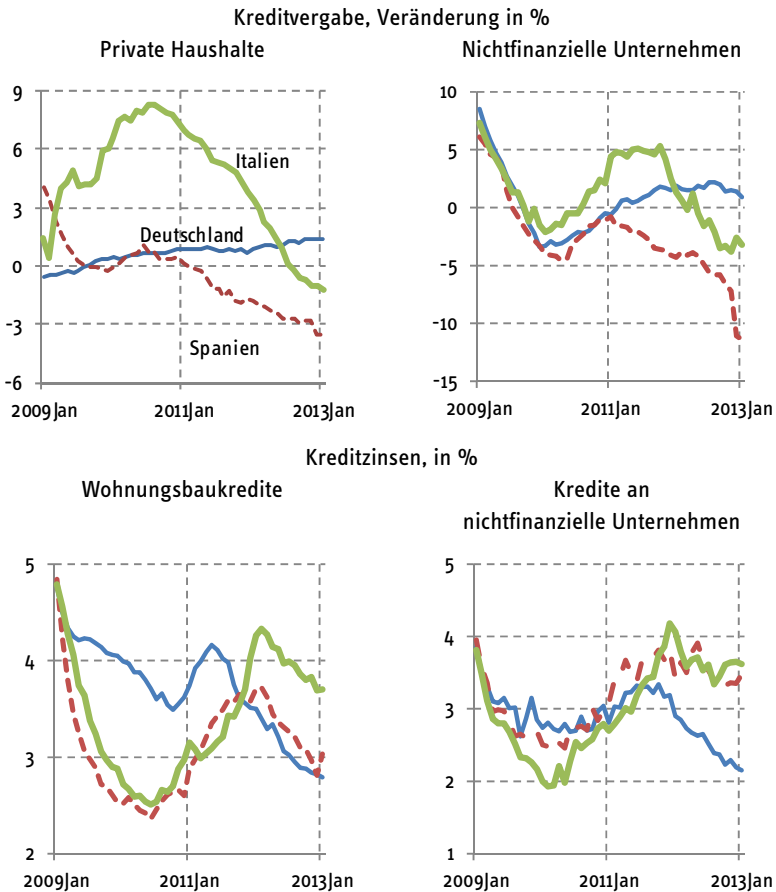 Kreditvergabe, Veränderung in %
Private Haushalte
9
6
3
0
-3
-6
Italien
Deutschland
Spanien
2009Jan 2011Jan 2013Jan
Nichtfinanzielle Unternehmen
10
5
0
-5
-10
-15
2009Jan 2011Jan 2013Jan
Kreditzinsen, in %
Wohnungsbaukredite
5
4
3
2
2009Jan 2011Jan 2013Jan
Kredite an
nichtfinanzielle Unternehmen
5
4
3
2
1
2009Jan 2011Jan 2013Jan